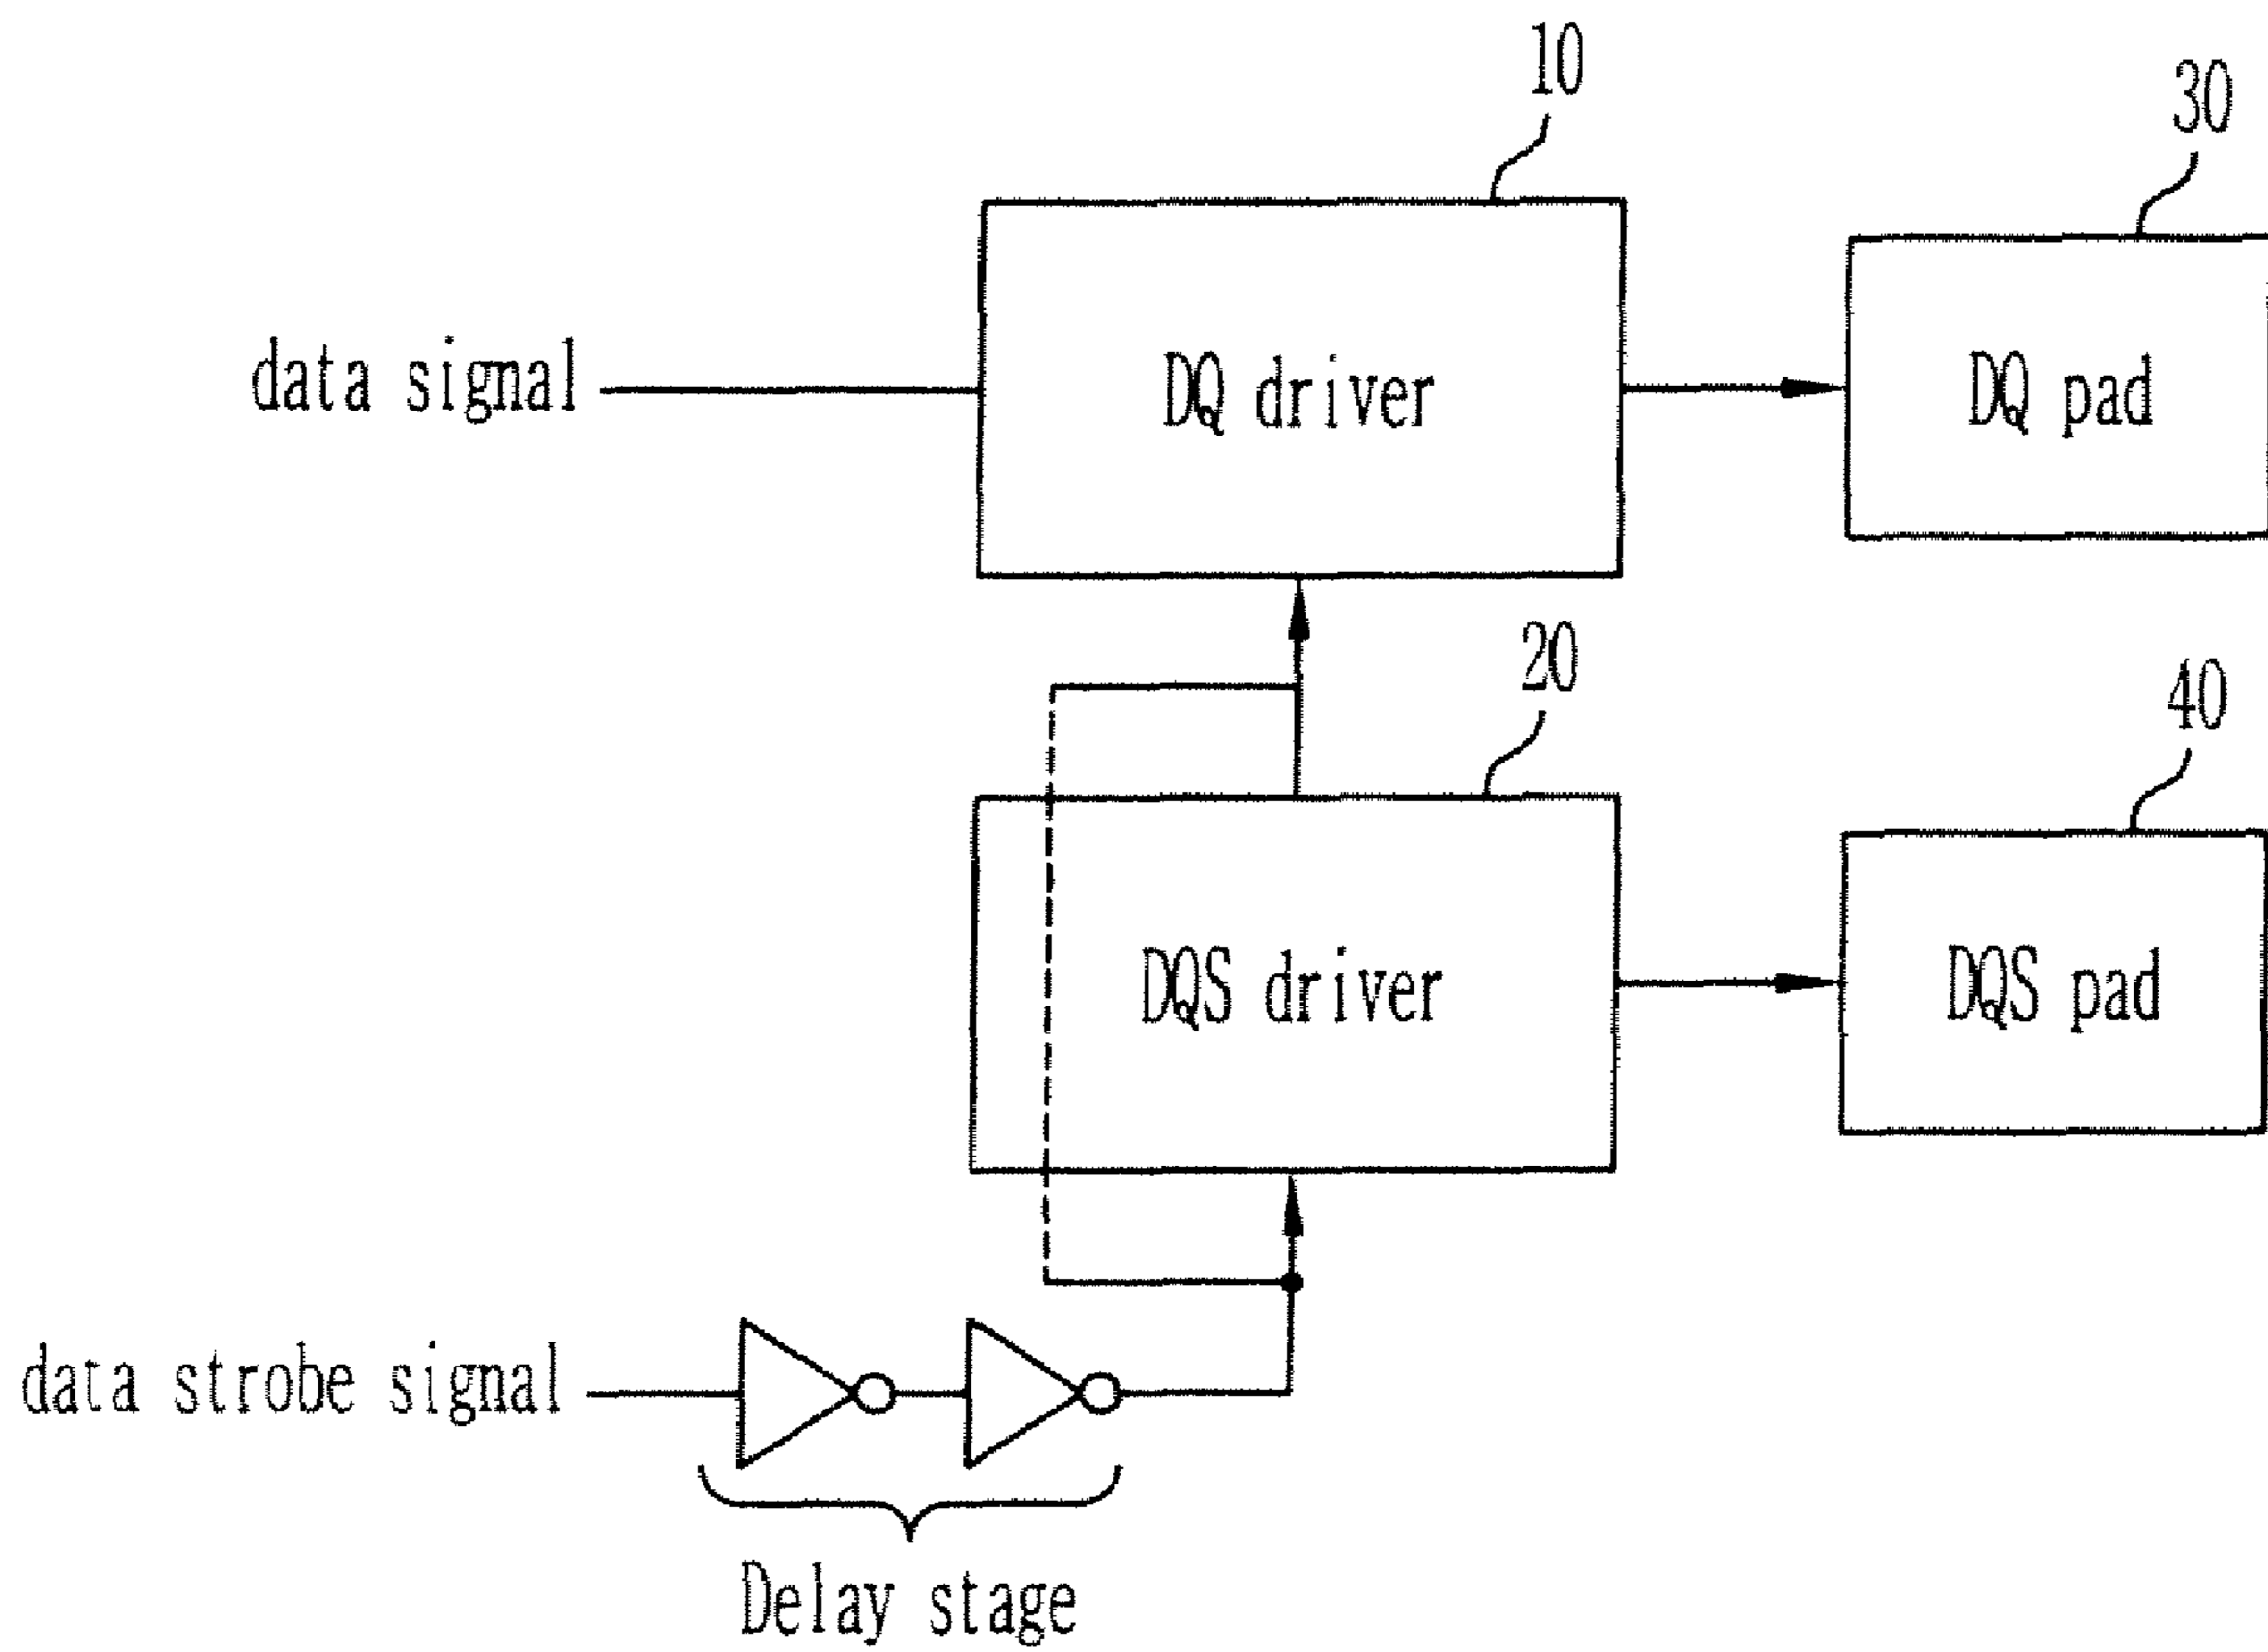 10
30
data signal
DQ driver
DQ pad
20
40
DQS driver
DQS pad
data strobe signal
Delay stage